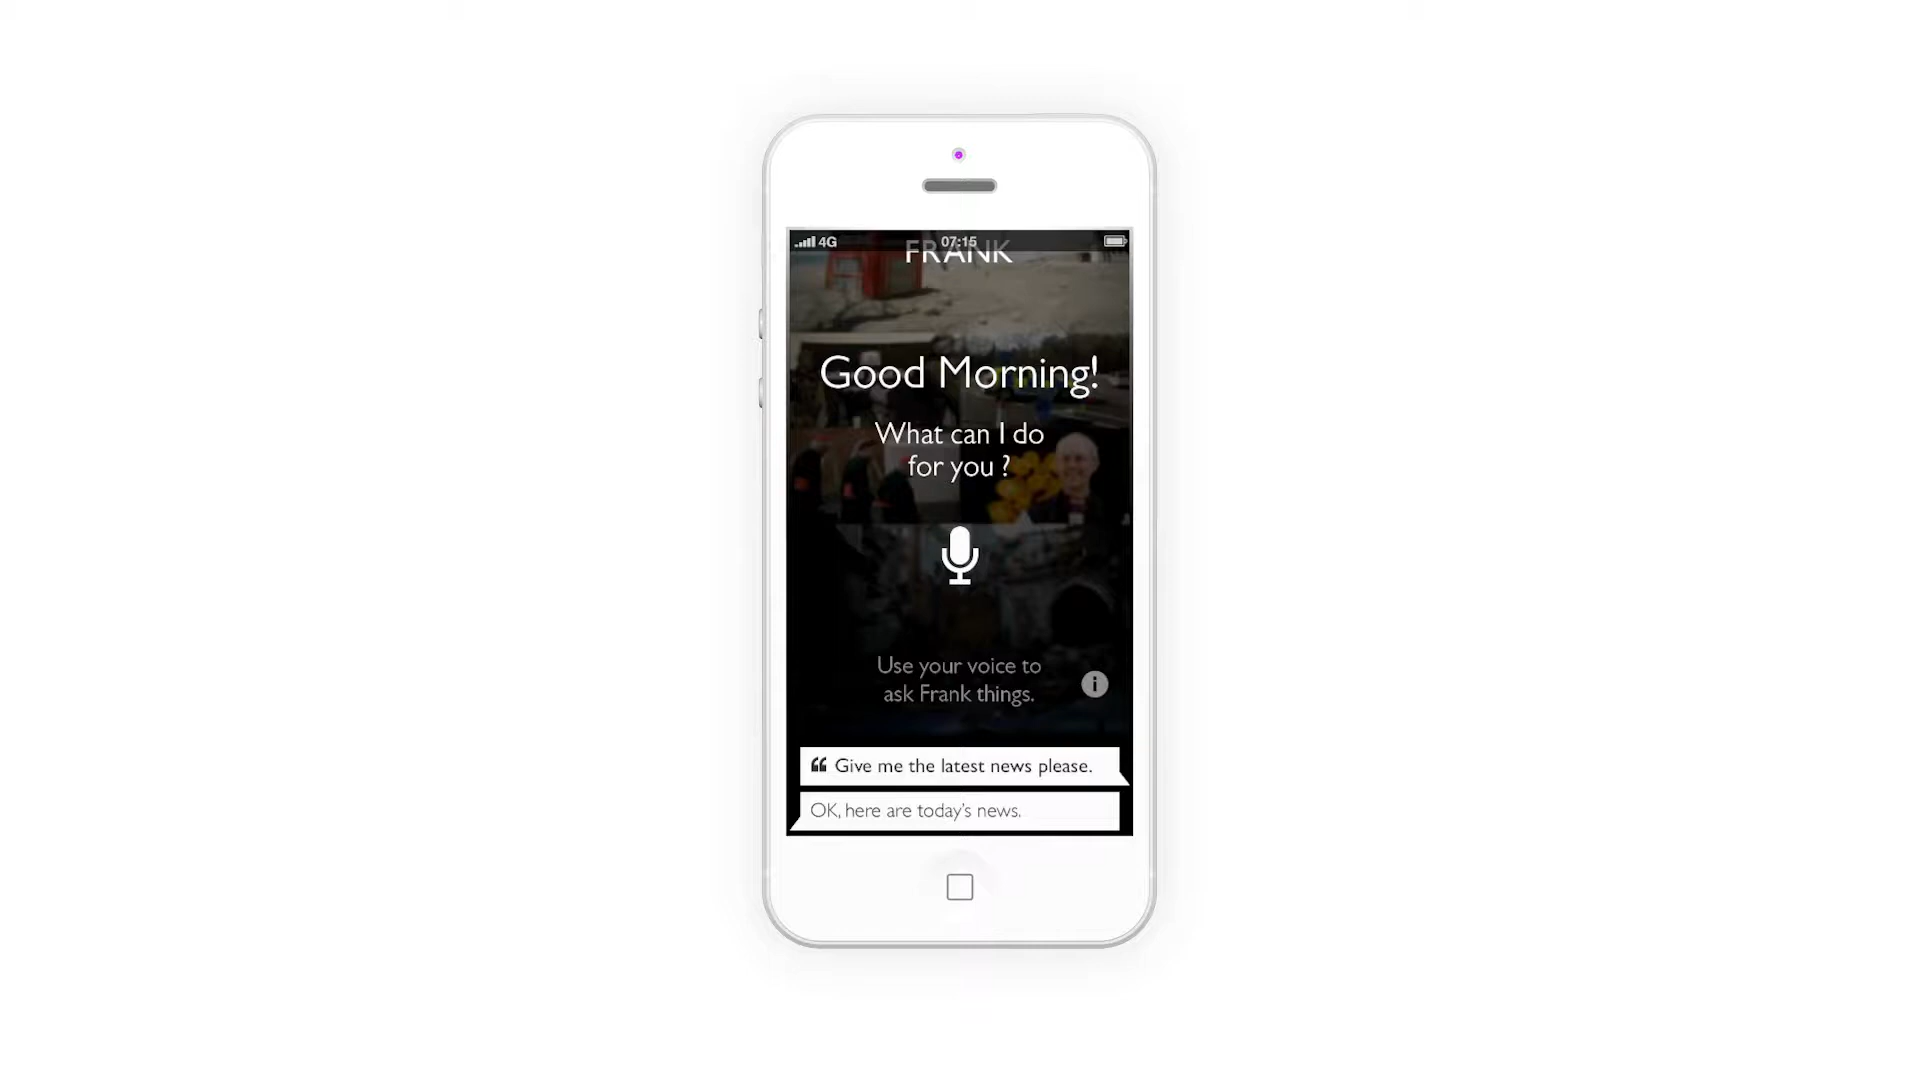 4G 07:15
FRANK
Good Morning!
What can I do
for you ?
Use your voice to
ask Frank things.
i
“ Give me the latest news please.
OK, here are today's news.